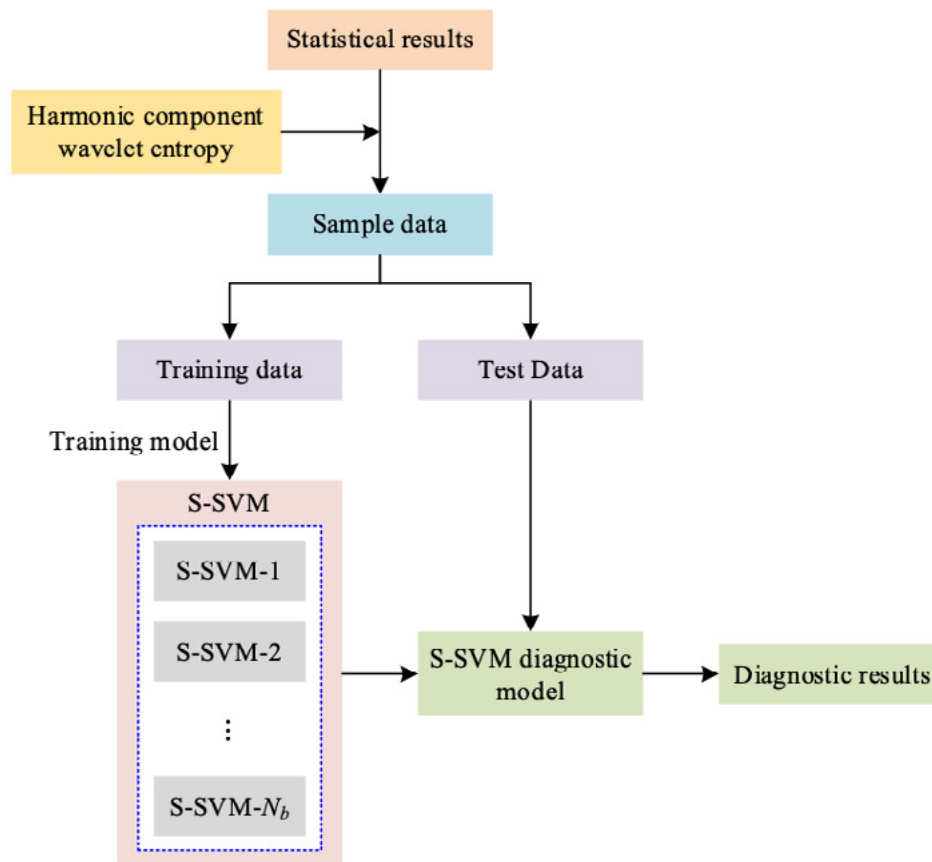 Statistical results
Harmonic component
wavelet entropy
Sample data
Training data
Test Data
Training model
S-SVM
S-SVM-1
S-SVM-2
⋮
S-SVM-N_b
S-SVM diagnostic
model
Diagnostic results